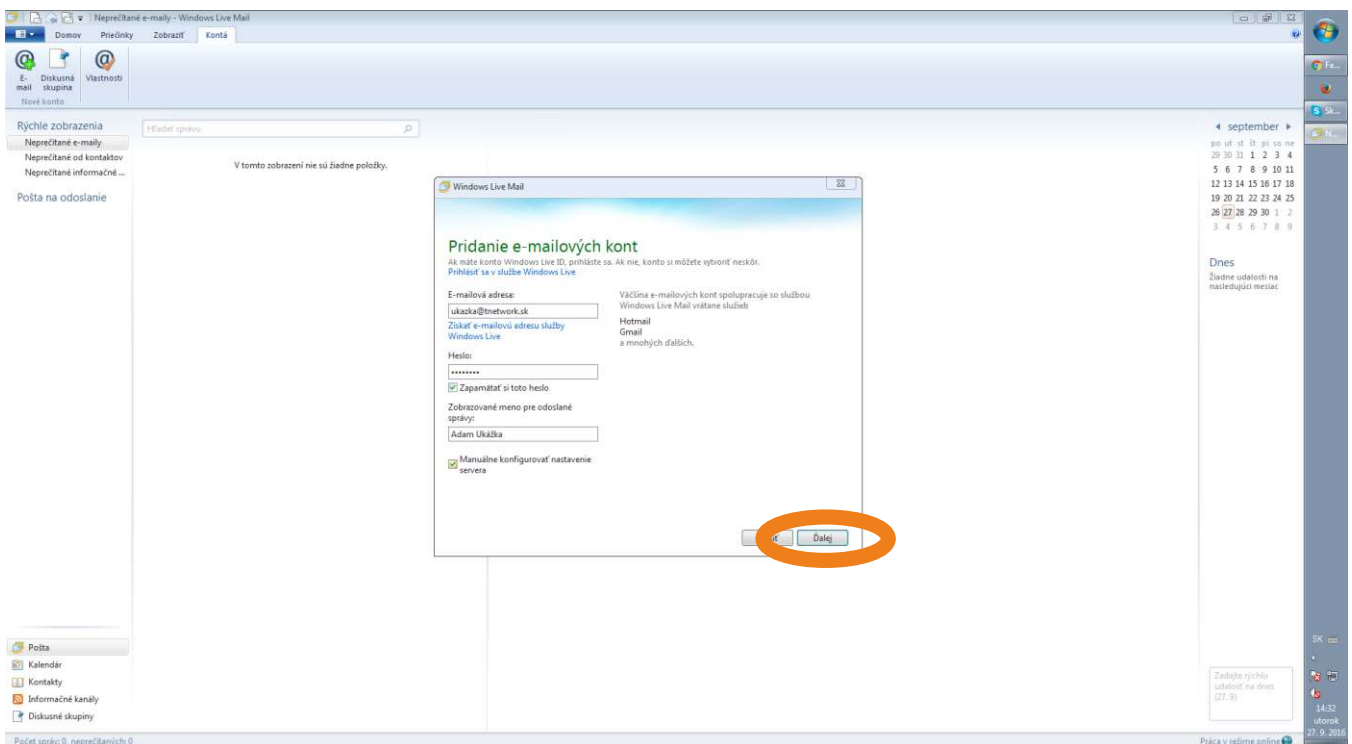 Neprečítané e-maily - Windows Live Mail
Domov Priečinky Zobraziť Kontá
E-mail
Diskusná skupina
Vlastnosti
Nové konto
Rýchle zobrazenia
Neprečítané e-maily
Neprečítané od kontaktov
Neprečítané informačné ...
Pošta na odoslanie
Hľadať správu
V tomto zobrazení nie sú žiadne položky.
Windows Live Mail
Pridanie e-mailových kont
Ak máte konto Windows Live ID, prihláste sa. Ak nie, konto si môžete vytvoriť neskôr.
Prihlásiť sa v službe Windows Live
E-mailová adresa:
ukazka@tnetwork.sk
Získať e-mailovú adresu služby
Windows Live
Heslo:
••••••••
Zapamätať si toto heslo
Zobrazované meno pre odoslané
správy:
Adam Ukážka
Manuálne konfigurovať nastavenie
servera
Väčšina e-mailových kont spolupracuje so službou
Windows Live Mail vrátane služieb
Hotmail
Gmail
a mnohých ďalších.
Ďalej
september
po ut st št pi so ne
29 30 31 1 2 3 4
5 6 7 8 9 10 11
12 13 14 15 16 17 18
19 20 21 22 23 24 25
26 27 28 29 30 1 2
3 4 5 6 7 8 9
Dnes
Žiadne udalosti na
nasledujúci mesiac
Zadajte rýchlu
udalosť na dnes
(27. 9)
Pošta
Kalendár
Kontakty
Informačné kanály
Diskusné skupiny
Počet správ: 0, neprečítaných: 0
Práca v režime online
Fa...
Sk...
N...
SK
14:32
utorok
27. 9. 2016